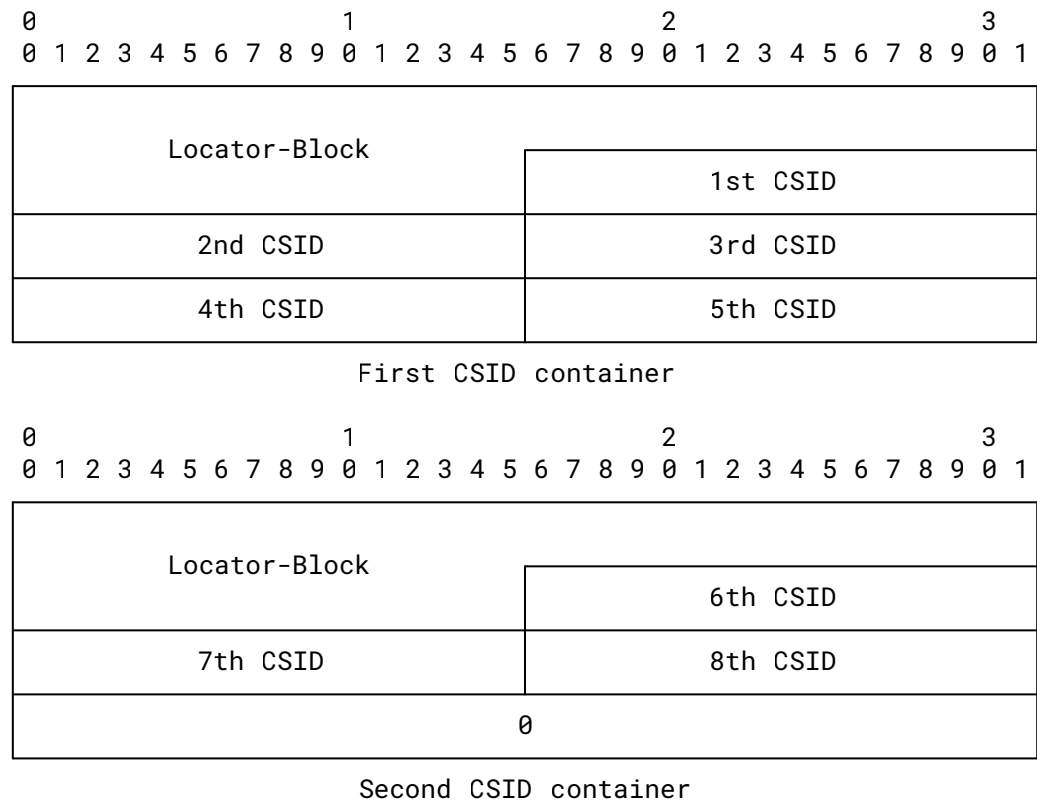 0 1 2 3
0 1 2 3 4 5 6 7 8 9 0 1 2 3 4 5 6 7 8 9 0 1 2 3 4 5 6 7 8 9 0 1
Locator-Block
1st CSID
2nd CSID 3rd CSID
4th CSID 5th CSID
First CSID container
0 1 2 3
0 1 2 3 4 5 6 7 8 9 0 1 2 3 4 5 6 7 8 9 0 1 2 3 4 5 6 7 8 9 0 1
Locator-Block
6th CSID
7th CSID 8th CSID
0
Second CSID container